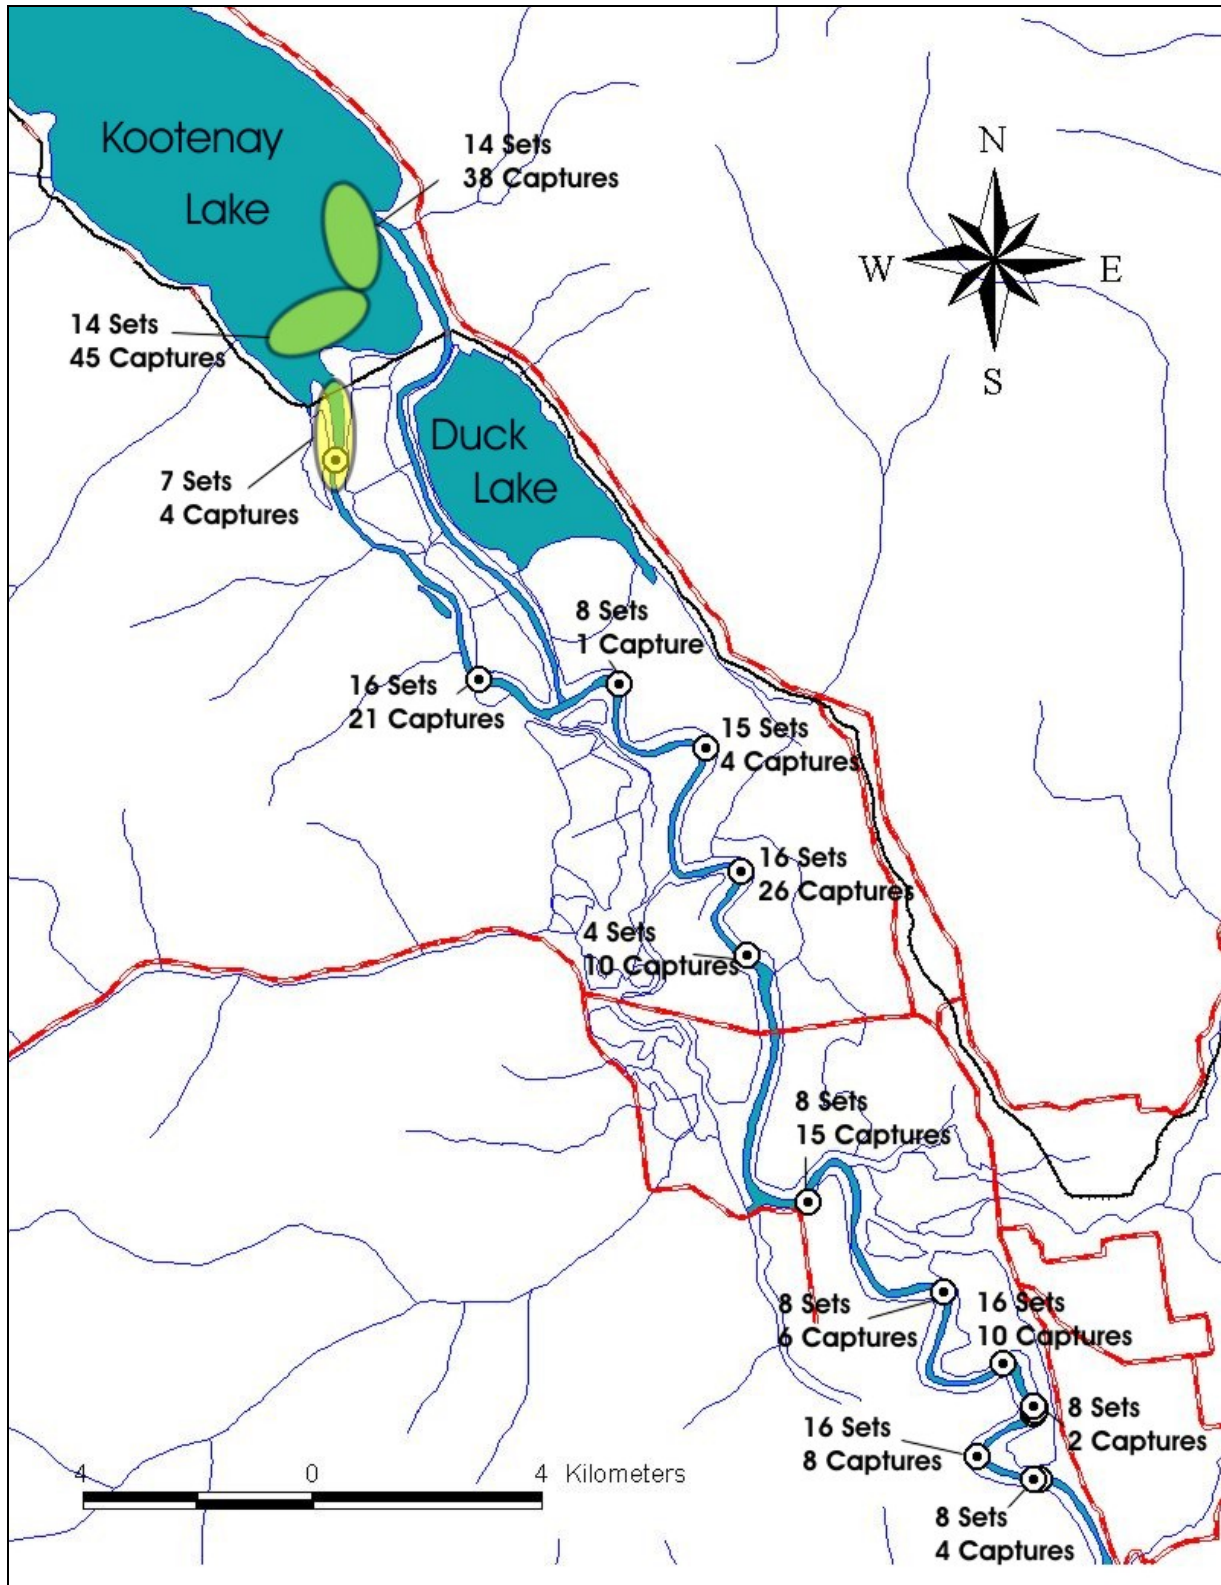 Kootenay
Lake
14 Sets
38 Captures
N
W
E
S
14 Sets
45 Captures
Duck
Lake
7 Sets
4 Captures
8 Sets
1 Capture
16 Sets
21 Captures
15 Sets
4 Captures
16 Sets
26 Captures
4 Sets
10 Captures
8 Sets
15 Captures
8 Sets
6 Captures
16 Sets
10 Captures
8 Sets
2 Captures
16 Sets
8 Captures
4 0 4 Kilometers
8 Sets
4 Captures